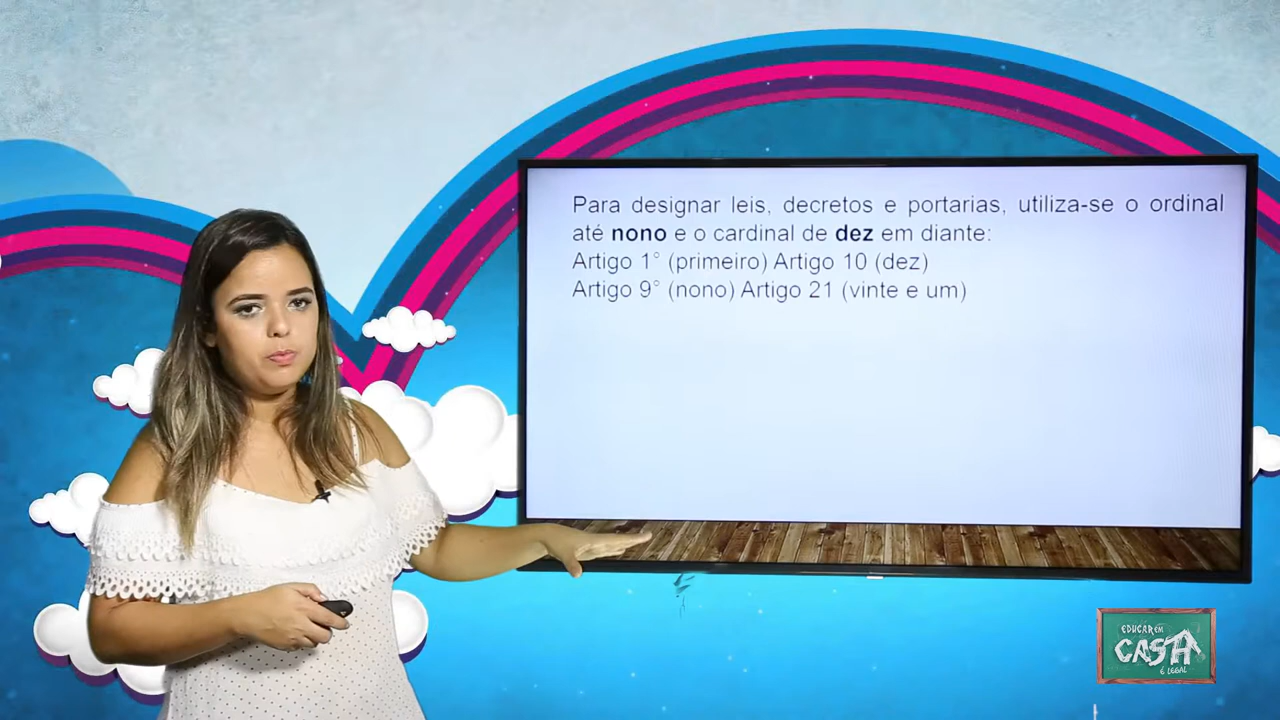 Para designar leis, decretos e portarias, utiliza-se o ordinal
até nono e o cardinal de dez em diante:
Artigo 1° (primeiro) Artigo 10 (dez)
Artigo 9° (nono) Artigo 21 (vinte e um)
EDUCAR EM
CASA
É LEGAL